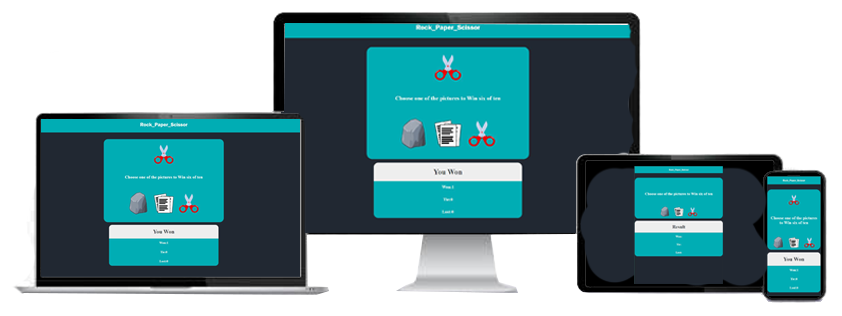 Rock_Paper_Scissor
Choose one of the pictures to Win six of ten
You Won
Won:1
Tie:0
Lost:0
Rock_Paper_Scissor
Choose one of the pictures to Win six of ten
You Won
Won:1
Tie:0
Lost:0
Rock_Paper_Scissor
Choose one of the pictures to Win six of ten
Result
Won:
Tie:
Lost:
Rock_Paper_Scissor
Choose one of the pictures
to Win six of ten
You Won
Won:1
Tie:0
Lost:0